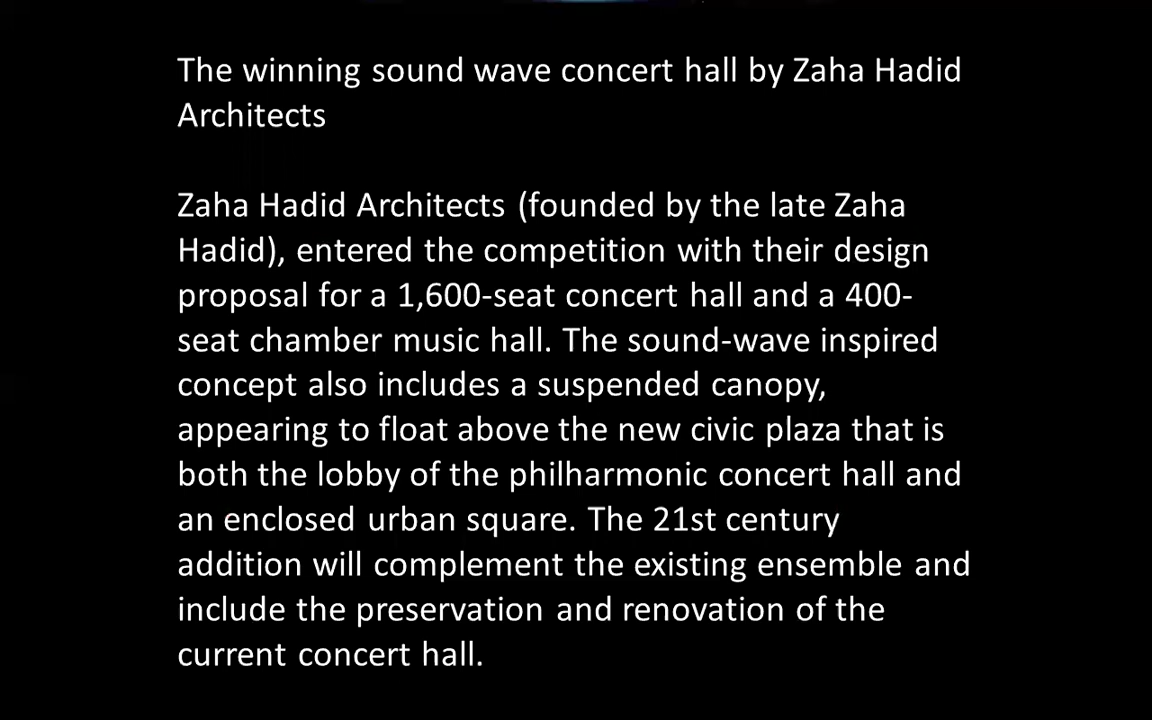 The winning sound wave concert hall by Zaha Hadid
Architects
Zaha Hadid Architects (founded by the late Zaha
Hadid), entered the competition with their design
proposal for a 1,600-seat concert hall and a 400-
seat chamber music hall. The sound-wave inspired
concept also includes a suspended canopy,
appearing to float above the new civic plaza that is
both the lobby of the philharmonic concert hall and
an enclosed urban square. The 21st century
addition will complement the existing ensemble and
include the preservation and renovation of the
current concert hall.